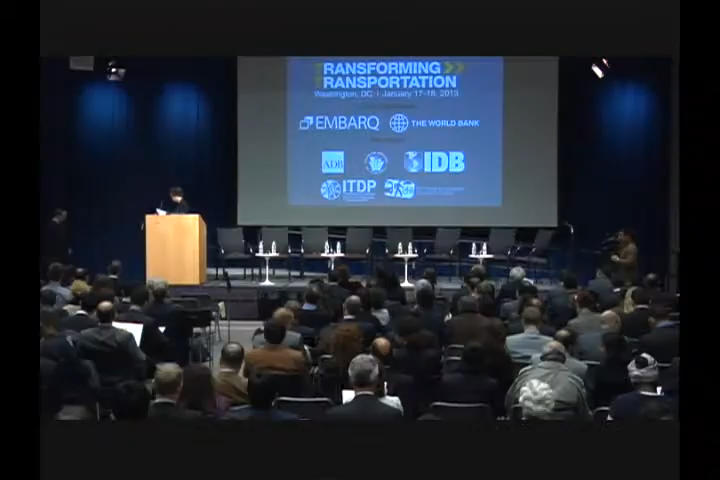 RANSFORMING
RANSPORTATION
Washington, DC | January 17-18, 2013
EMBARQ
THE WORLD BANK
ADB
IDB
ITDP